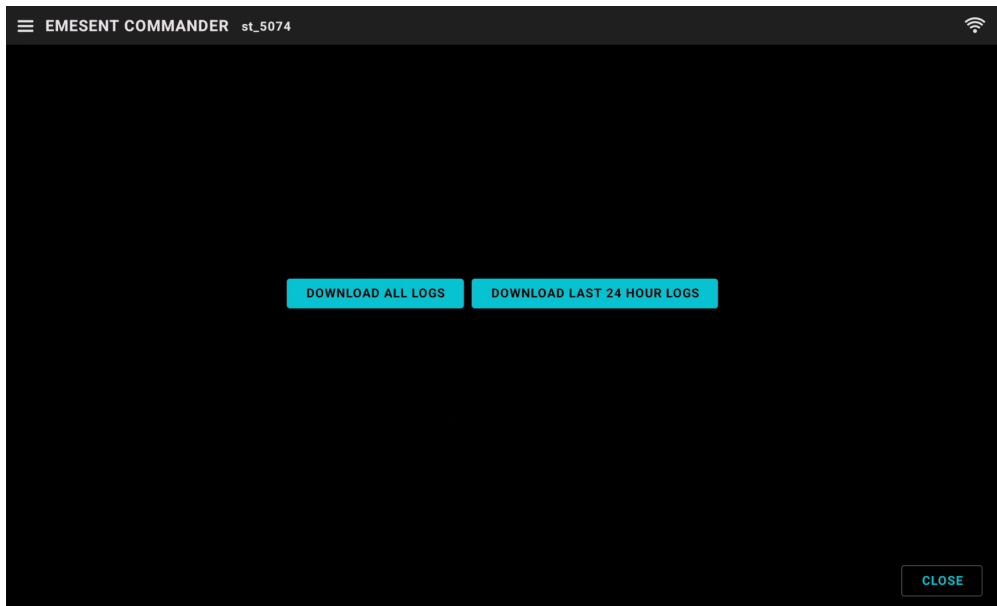 EMESENT COMMANDER st_5074
DOWNLOAD ALL LOGS DOWNLOAD LAST 24 HOUR LOGS
CLOSE